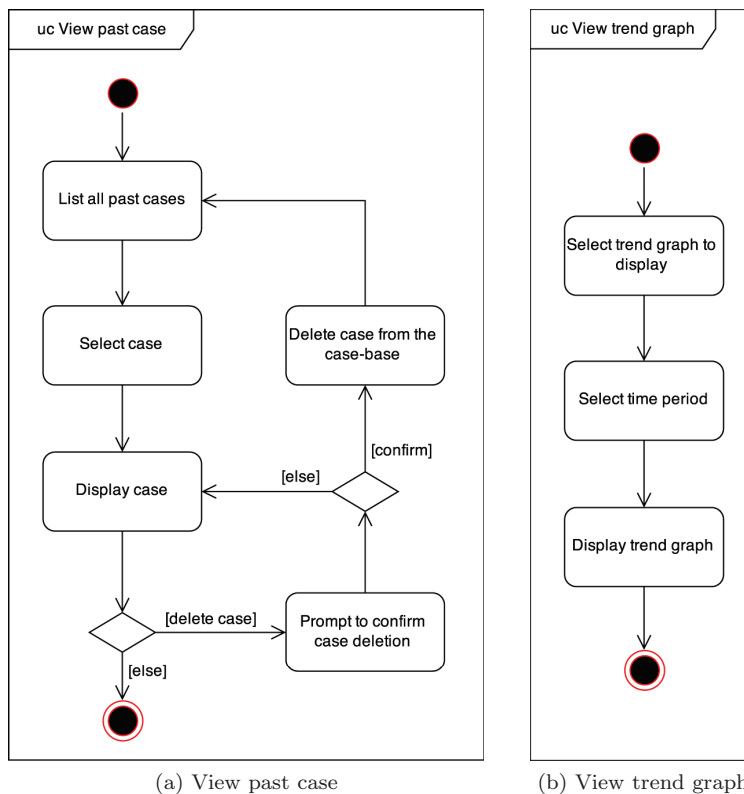 uc View past case
List all past cases
Select case
Delete case from the
case-base
[confirm]
[else]
Display case
[delete case]
Prompt to confirm
case deletion
[else]
(a) View past case
uc View trend graph
Select trend graph to
display
Select time period
Display trend graph
(b) View trend graph